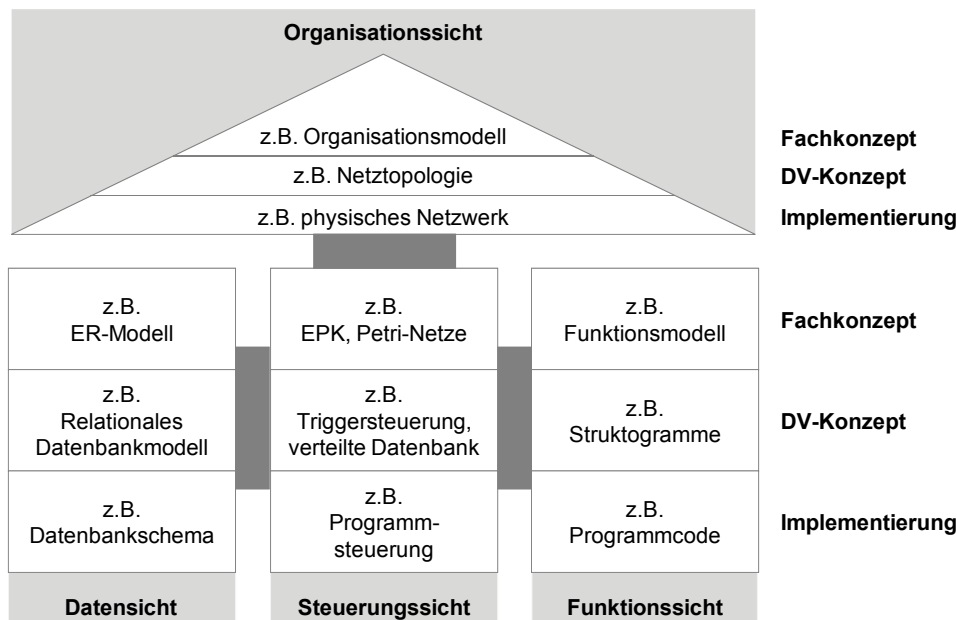 Organisationssicht
z.B. Organisationsmodell
Fachkonzept
z.B. Netztopologie
DV-Konzept
z.B. physisches Netzwerk
Implementierung
z.B.
ER-Modell
z.B.
EPK, Petri-Netze
z.B.
Funktionsmodell
Fachkonzept
z.B.
Relationales
Datenbankmodell
z.B.
Triggersteuerung,
verteilte Datenbank
z.B.
Struktogramme
DV-Konzept
z.B.
Datenbankschema
z.B.
Programm-
steuerung
z.B.
Programmcode
Implementierung
Datensicht
Steuerungssicht
Funktionssicht